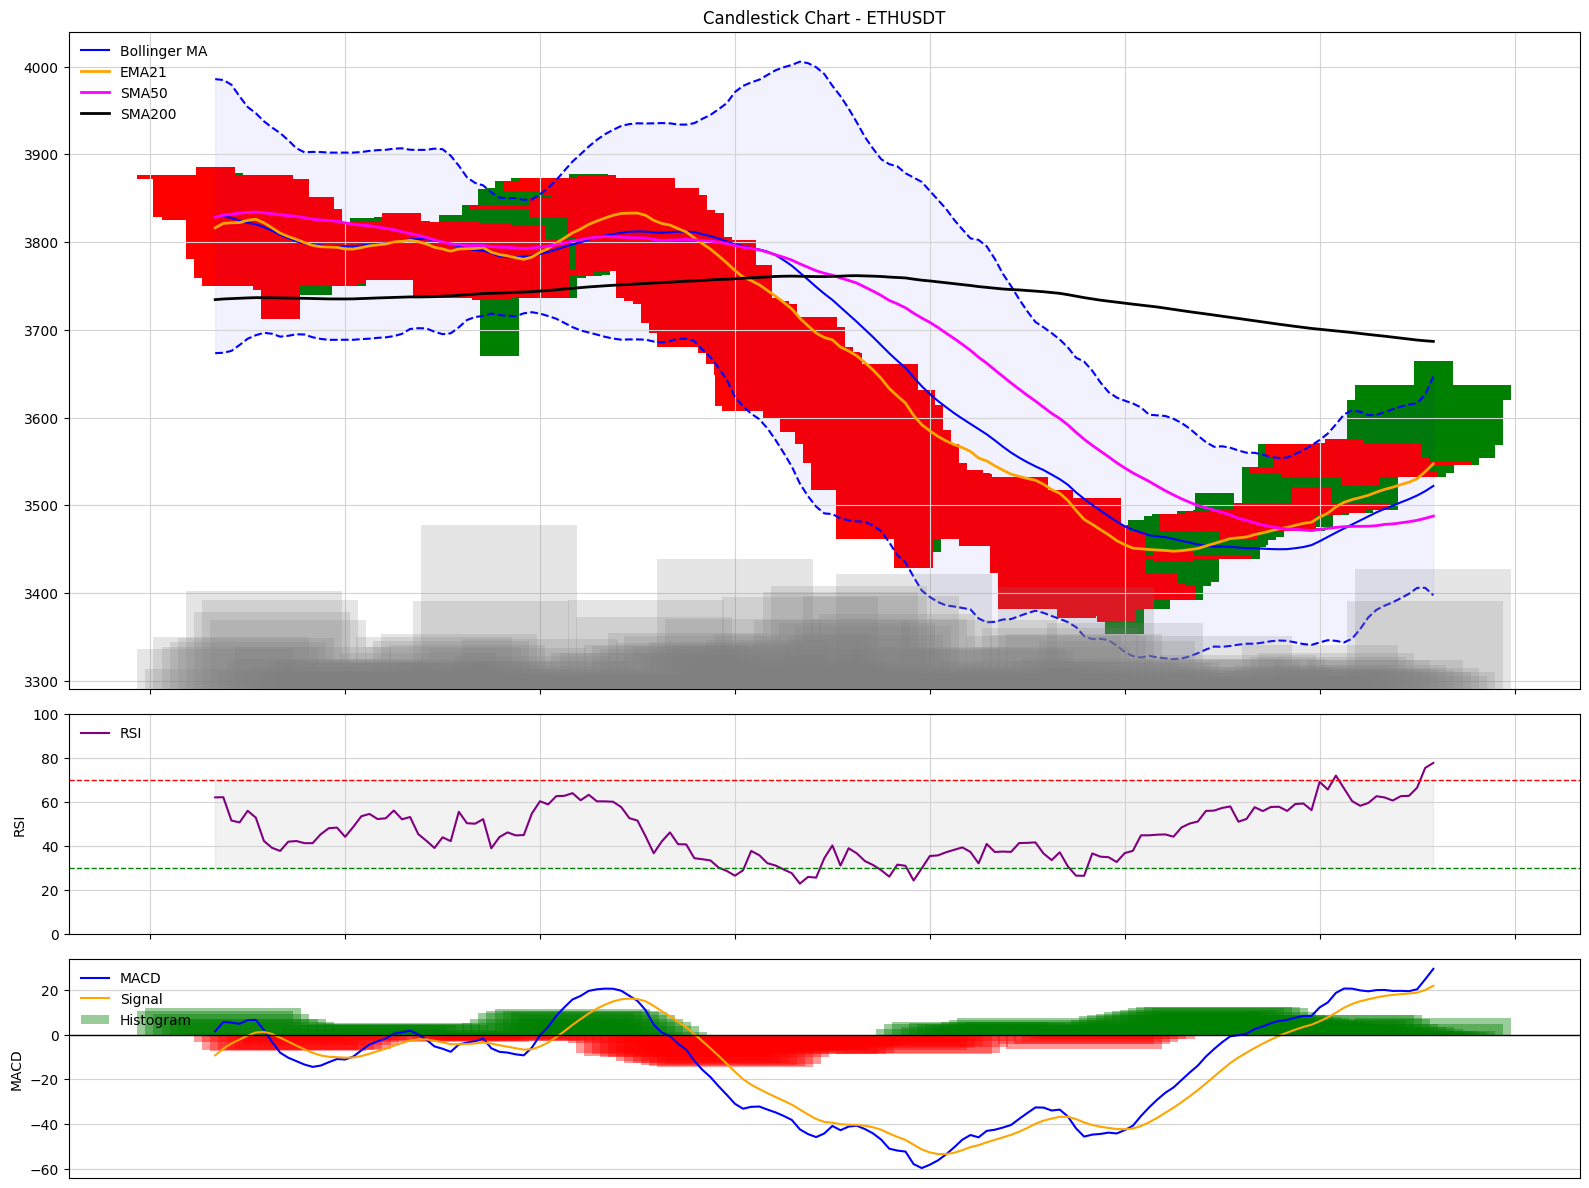 Candlestick Chart - ETHUSDT
Bollinger MA
EMA21
SMA50
SMA200
4000
3900
3800
3700
3600
3500
3400
3300
RSI
RSI
100
80
60
40
20
0
MACD
Signal
Histogram
MACD
20
0
−20
−40
−60